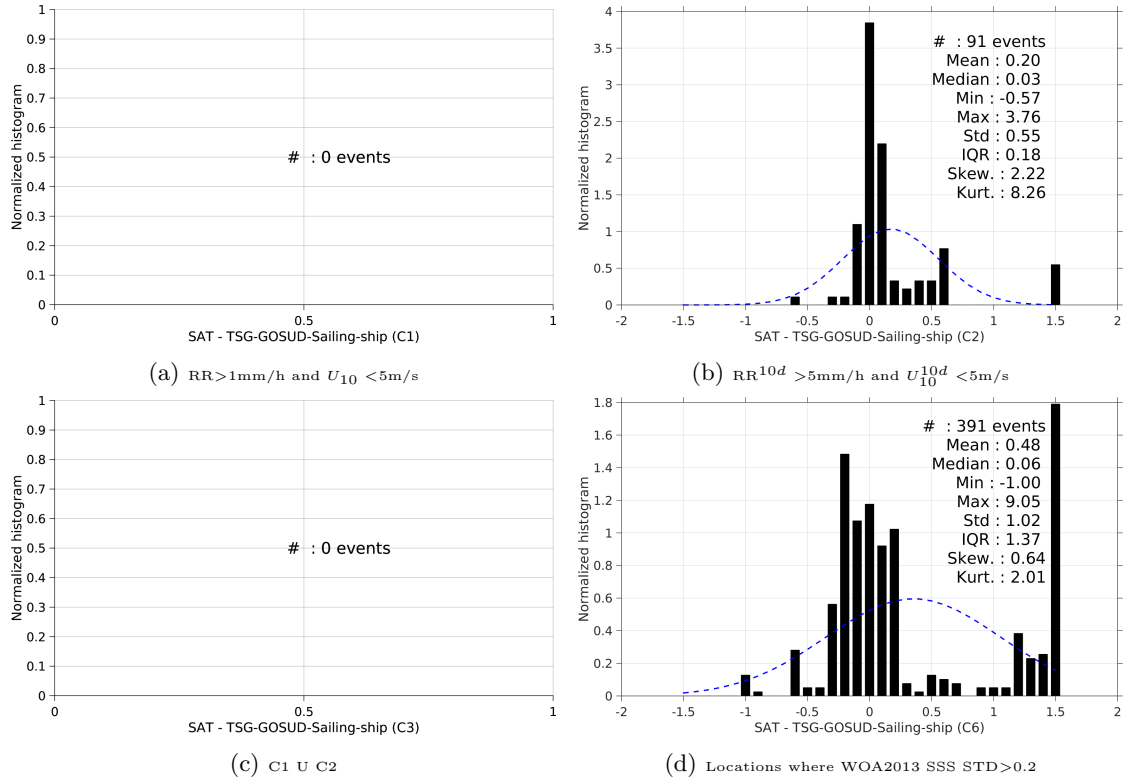 1
0.9
0.8
0.7
0.6
0.5
0.4
0.3
0.2
0.1
0
Normalized histogram
# : 0 events
0 0.5 1
SAT - TSG-GOSUD-Sailing-ship (C1)
(a) RR>1mm/h and U10 <5m/s
4
3.5
3
2.5
2
1.5
1
0.5
0
Normalized histogram
# : 91 events
Mean : 0.20
Median : 0.03
Min : -0.57
Max : 3.76
Std : 0.55
IQR : 0.18
Skew. : 2.22
Kurt. : 8.26
-2 -1.5 -1 -0.5 0 0.5 1 1.5 2
SAT - TSG-GOSUD-Sailing-ship (C2)
(b) RR^10d >5mm/h and U_10^10d <5m/s
1
0.9
0.8
0.7
0.6
0.5
0.4
0.3
0.2
0.1
0
Normalized histogram
# : 0 events
0 0.5 1
SAT - TSG-GOSUD-Sailing-ship (C3)
(c) C1 U C2
1.8
1.6
1.4
1.2
1
0.8
0.6
0.4
0.2
0
Normalized histogram
# : 391 events
Mean : 0.48
Median : 0.06
Min : -1.00
Max : 9.05
Std : 1.02
IQR : 1.37
Skew. : 0.64
Kurt. : 2.01
-2 -1.5 -1 -0.5 0 0.5 1 1.5 2
SAT - TSG-GOSUD-Sailing-ship (C6)
(d) Locations where WOA2013 SSS STD>0.2